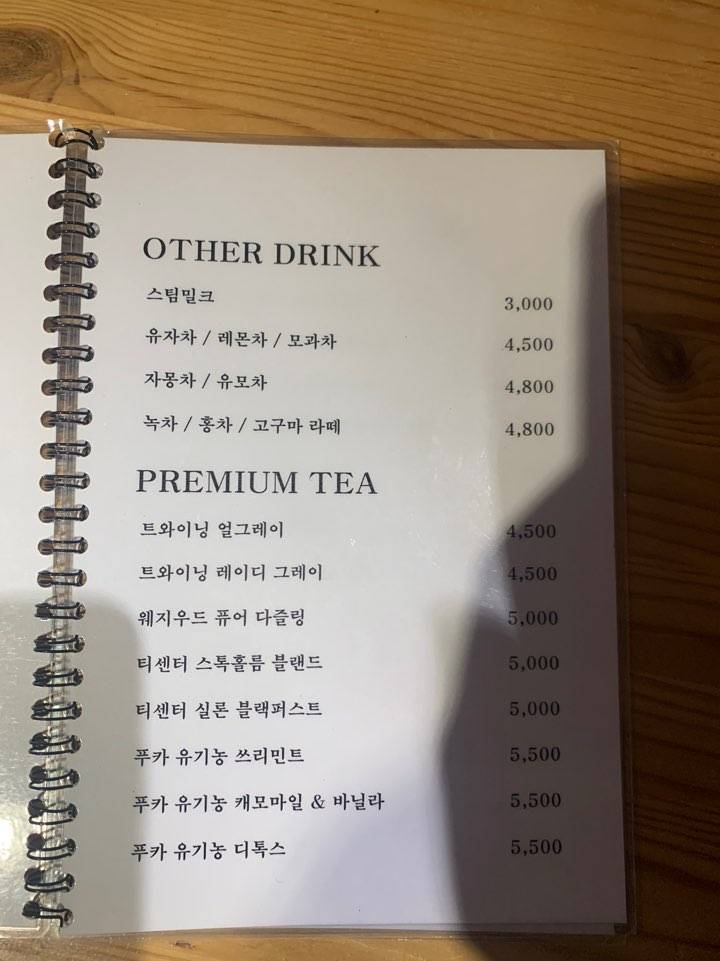 OTHER DRINK
스팀밀크 3,000
유자차 / 레몬차 / 모과차 4,500
자몽차 / 유모차 4,800
녹차 / 홍차 / 고구마 라떼 4,800
PREMIUM TEA
트와이닝 얼그레이 4,500
트와이닝 레이디 그레이 4,500
웨지우드 퓨어 다즐링 5,000
티센터 스톡홀름 블랜드 5,000
티센터 실론 블랙퍼스트 5,000
푸카 유기농 쓰리민트 5,500
푸카 유기농 캐모마일 & 바닐라 5,500
푸카 유기농 디톡스 5,500